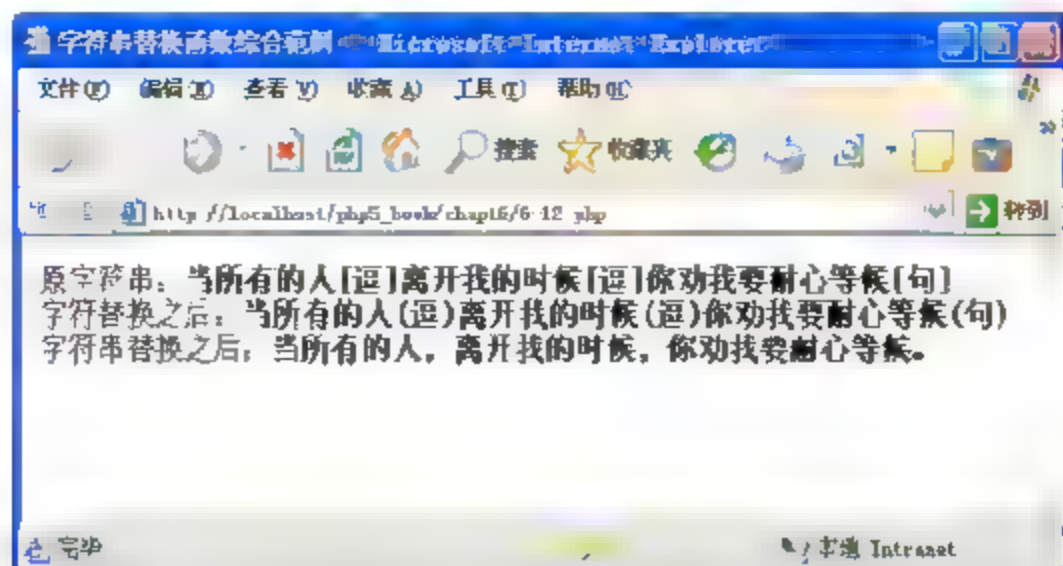 字符串替换函数综合范例 - Microsoft Internet Explorer
文件(F) 编辑(E) 查看(V) 收藏(A) 工具(T) 帮助(H)
搜索 收藏夹
http://localhost/php5_book/chapt6/6-12.php 转到
原字符串:当所有的人[逗]离开我的时候[逗]你劝我要耐心等候[句]
字符替换之后:当所有的人(逗)离开我的时候(逗)你劝我要耐心等候(句)
字符串替换之后:当所有的人,离开我的时候,你劝我要耐心等候。
完毕 本地 Intranet